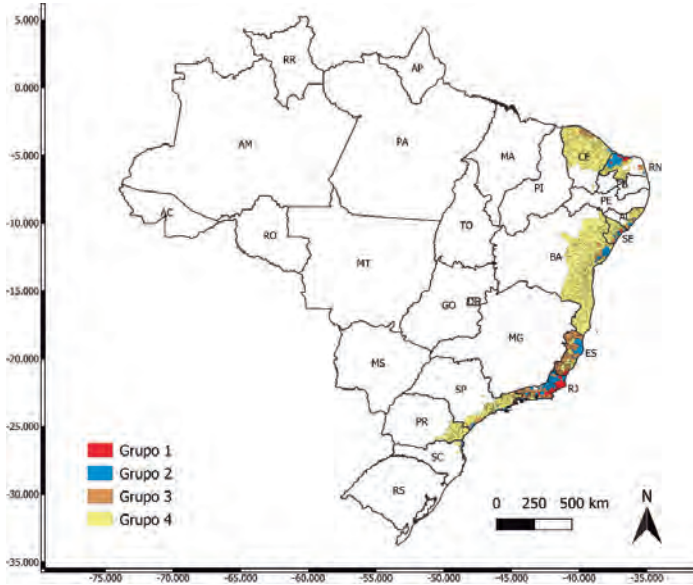 5.000
0.000
-5.000
-10.000
-15.000
-20.000
-25.000
-30.000
-35.000
RR
AP
AM
PA
MA
CE
RN
PB
PI
PE
AL
SE
AC
RO
TO
BA
MT
GO
DF
MG
ES
MS
SP
RJ
PR
SC
RS
Grupo 1
Grupo 2
Grupo 3
Grupo 4
0 250 500 km
N
-75.000 -70.000 -65.000 -60.000 -55.000 -50.000 -45.000 -40.000 -35.000